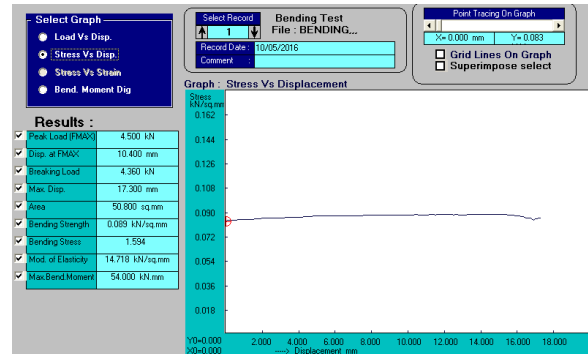 Select Graph
Load Vs Disp.
Stress Vs Disp.
Stress Vs Strain
Bend. Moment Dig
Select Record
1
Bending Test
File : BENDING...
Record Date : 10/05/2016
Comment :
Point Tracing On Graph
X= 0.000 mm Y= 0.083
Grid Lines On Graph
Superimpose select
Results :
Peak Load (FMAX) 4.500 kN
Disp. at FMAX 10.400 mm
Breaking Load 4.360 kN
Max. Disp. 17.300 mm
Area 50.800 sq.mm
Bending Strength 0.089 kN/sq.mm
Bending Stress 1.594
Mod. of Elasticity 14.718 kN/sq.mm
Max.Bend.Moment 54.000 kN.mm
Graph : Stress Vs Displacement
Stress
kN/sq.mm
0.162
0.144
0.126
0.108
0.090
0.072
0.054
0.036
0.018
Y0=0.000 2.000 4.000 6.000 8.000 10.000 12.000 14.000 16.000 18.000
X0=0.000 ----> Displacement mm